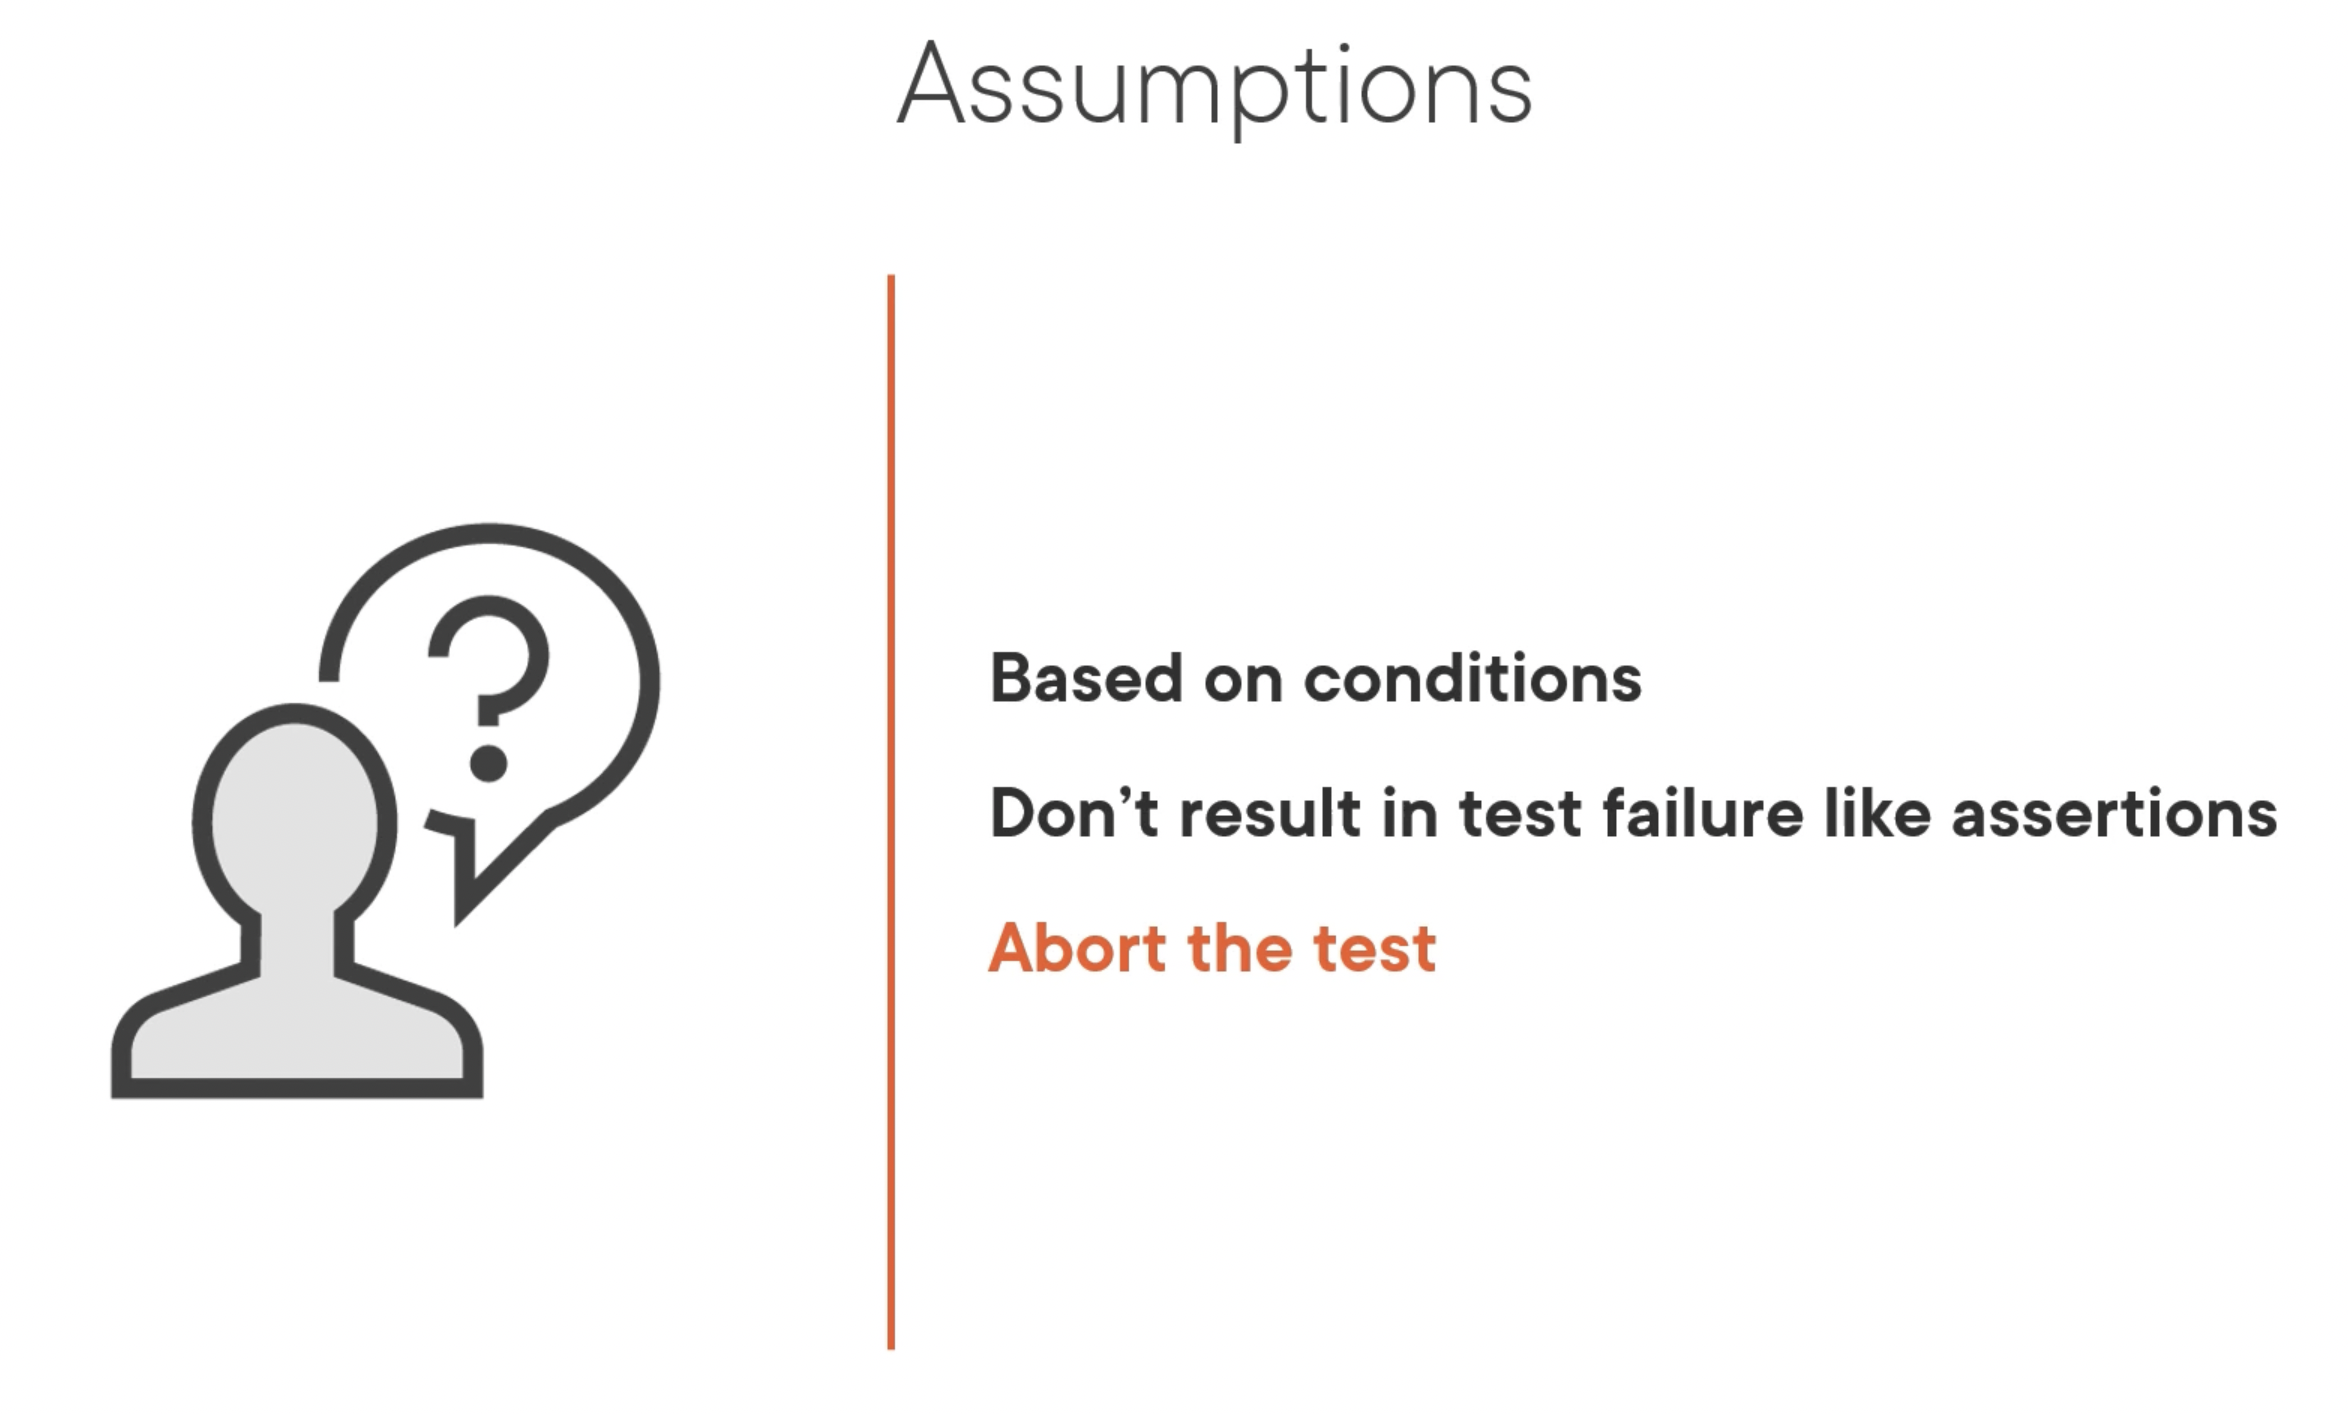 Assumptions
Based on conditions
Don’t result in test failure like assertions
Abort the test